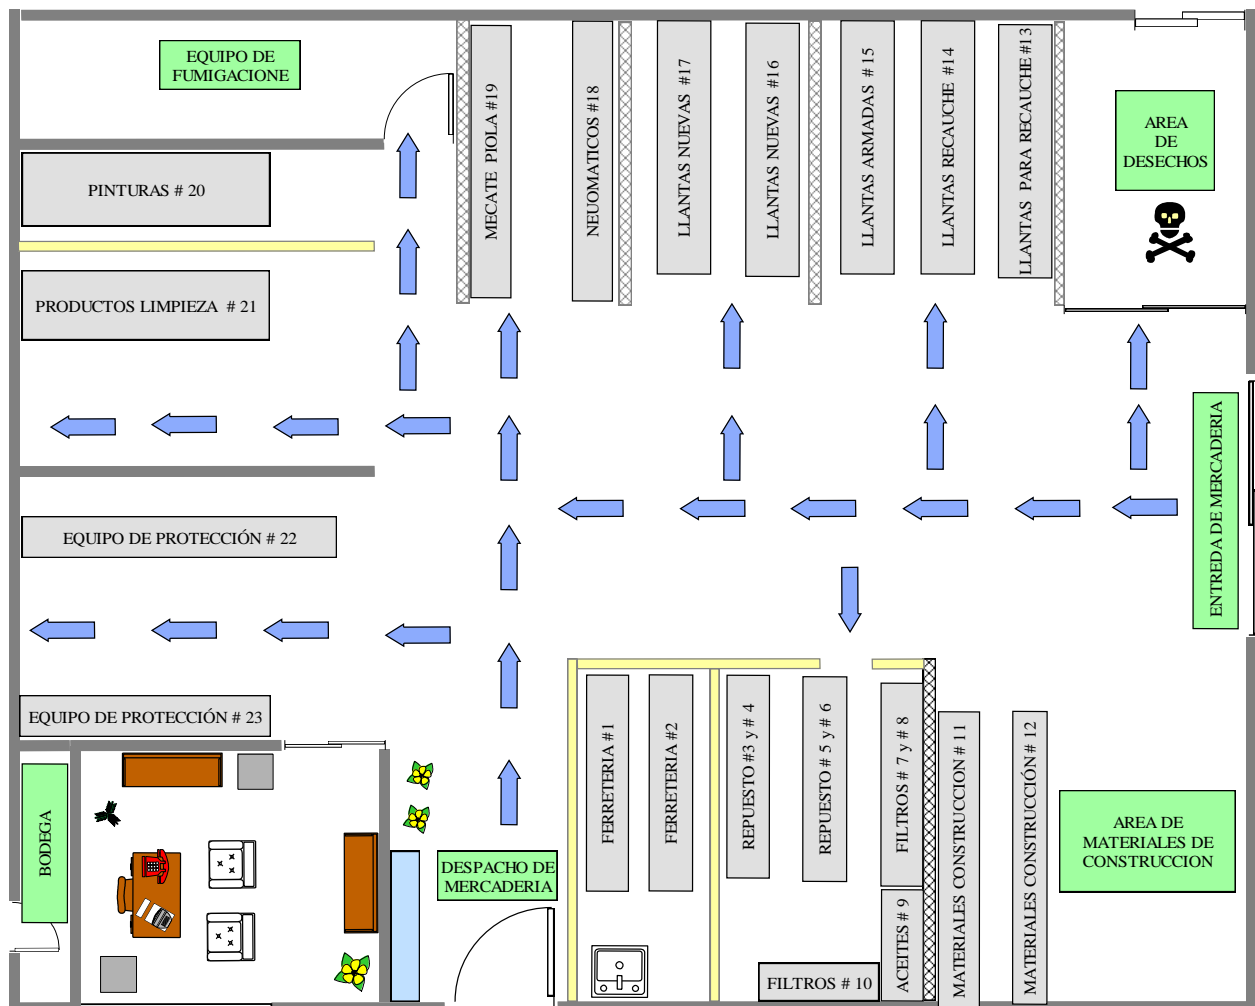 EQUIPO DE
FUMIGACIONE
MECATE PIOLA #19
NEUOMATICOS #18
LLANTAS NUEVAS #17
LLANTAS NUEVAS #16
LLANTAS ARMADAS #15
LLANTAS RECAUCHE #14
LLANTAS PARA RECAUCHE #13
AREA
DE
DESECHOS
PINTURAS # 20
PRODUCTOS LIMPIEZA # 21
EQUIPO DE PROTECCIÓN # 22
ENTREDA DE MERCADERIA
EQUIPO DE PROTECCIÓN # 23
BODEGA
DESPACHO DE
MERCADERIA
FERRETERIA #1
FERRETERIA #2
REPUESTO #3 y # 4
REPUESTO # 5 y # 6
FILTROS # 7 y # 8
ACEITES # 9
FILTROS # 10
MATERIALES CONSTRUCCION # 11
MATERIALES CONSTRUCCIÓN # 12
AREA DE
MATERIALES DE
CONSTRUCCION